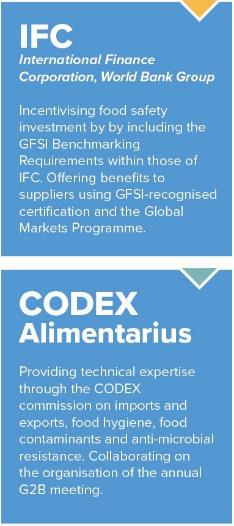 IFC
International Finance
Corporation, World Bank Group
Incentivising food safety
investment by by including the
GFSI Benchmarking
Requirements within those of
IFC. Offering benefits to
suppliers using GFSI-recognised
certification and the Global
Markets Programme.
CODEX
Alimentarius
Providing technical expertise
through the CODEX
commission on imports and
exports, food hygiene, food
contaminants and anti-microbial
resistance. Collaborating on
the organisation of the annual
G2B meeting.